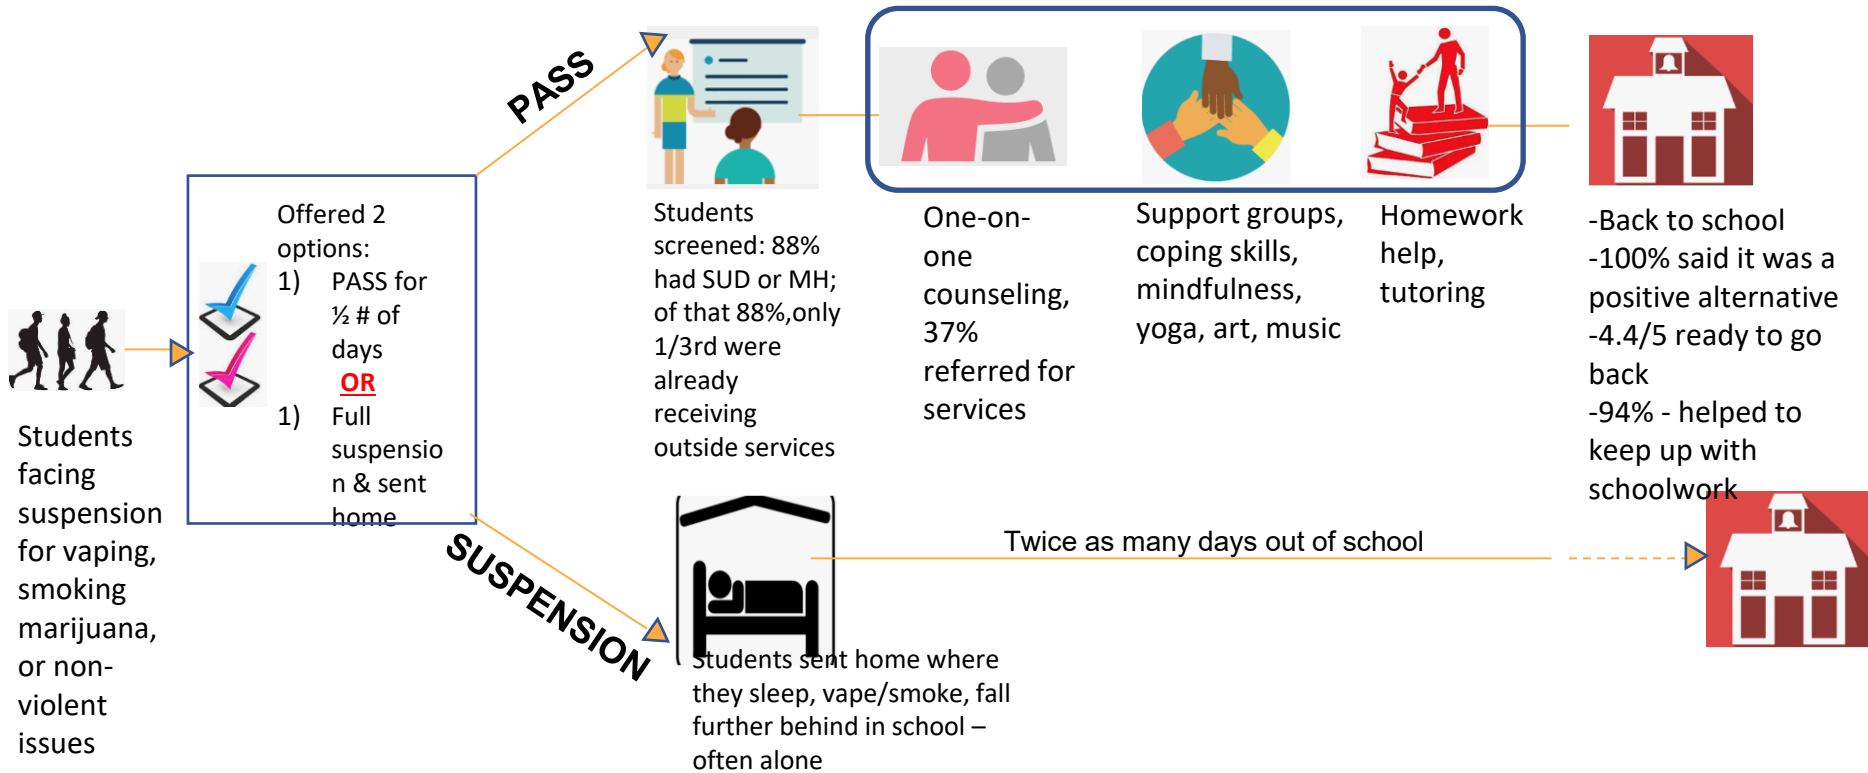 Students
facing
suspension
for vaping,
smoking
marijuana,
or non-
violent
issues
Offered 2
options:
1) PASS for
½ # of
days
OR
1) Full
suspensio
n & sent
home
PASS
Students
screened: 88%
had SUD or MH;
of that 88%,only
1/3rd were
already
receiving
outside services
One-on-
one
counseling,
37%
referred for
services
Support groups,
coping skills,
mindfulness,
yoga, art, music
Homework
help,
tutoring
-Back to school
-100% said it was a
positive alternative
-4.4/5 ready to go
back
-94% - helped to
keep up with
schoolwork
SUSPENSION
Students sent home where
they sleep, vape/smoke, fall
further behind in school –
often alone
Twice as many days out of school